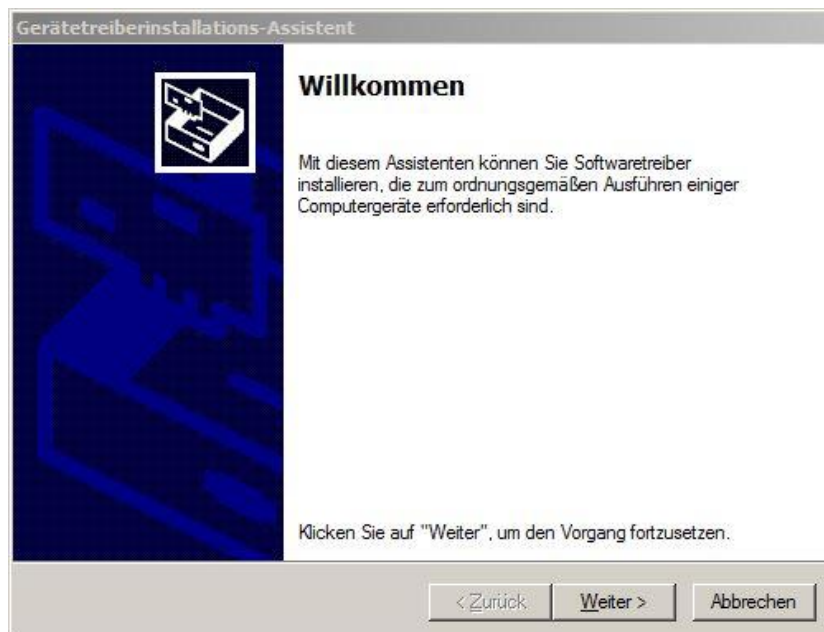 Gerätetreiberinstallations-Assistent
Willkommen
Mit diesem Assistenten können Sie Softwaretreiber
installieren, die zum ordnungsgemäßen Ausführen einiger
Computergeräte erforderlich sind.
Klicken Sie auf "Weiter", um den Vorgang fortzusetzen.
< Zurück Weiter > Abbrechen